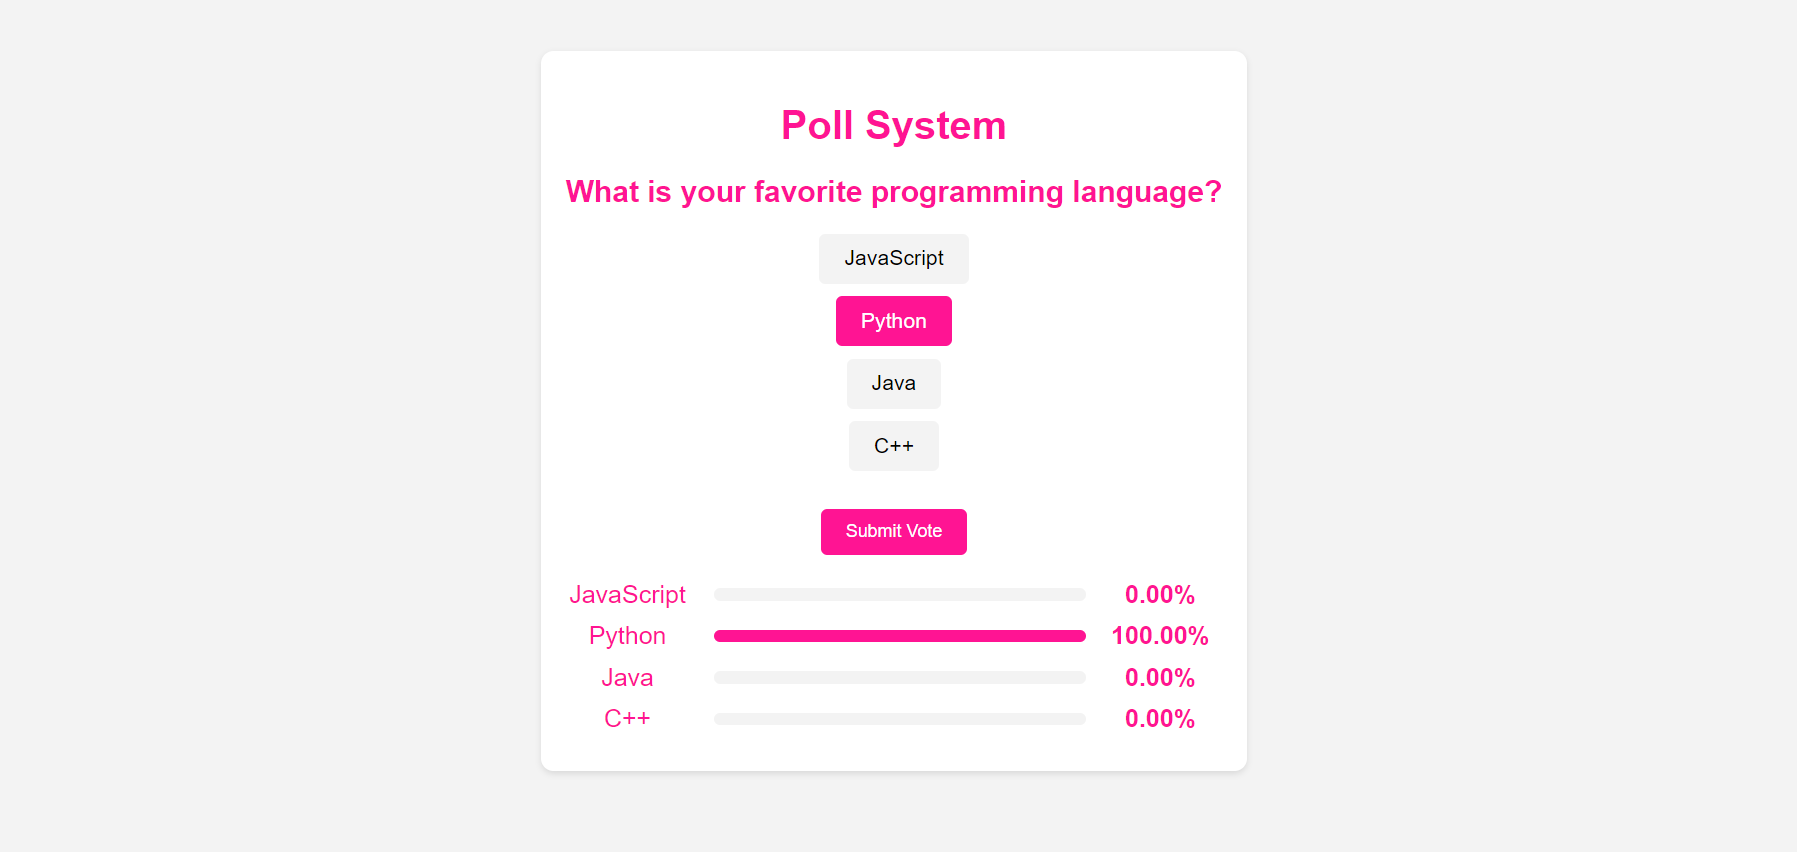 Poll System
What is your favorite programming language?
JavaScript
Python
Java
C++
Submit Vote
JavaScript 0.00%
Python 100.00%
Java 0.00%
C++ 0.00%